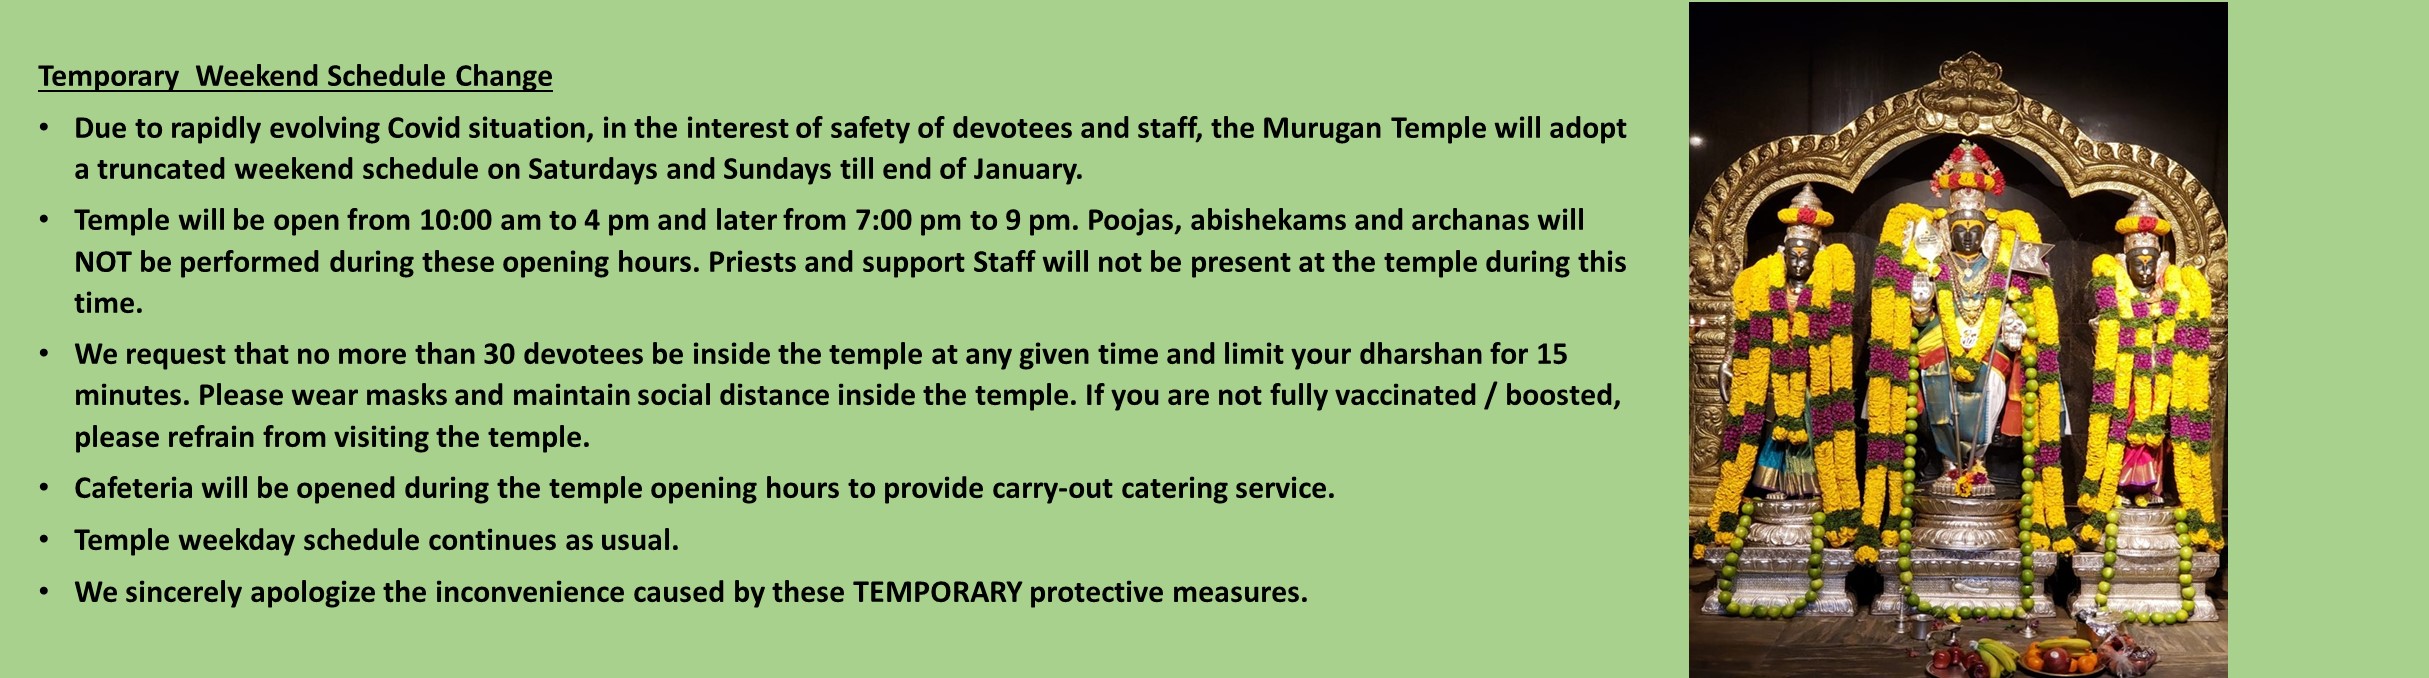 Temporary  Weekend Schedule Change
• Due to rapidly evolving Covid situation, in the interest of safety of devotees and staff, the Murugan Temple will adopt
a truncated weekend schedule on Saturdays and Sundays till end of January.
• Temple will be open from 10:00 am to 4 pm and later from 7:00 pm to 9 pm. Poojas, abishekams and archanas will
NOT be performed during these opening hours. Priests and support Staff will not be present at the temple during this
time.
• We request that no more than 30 devotees be inside the temple at any given time and limit your dharshan for 15
minutes. Please wear masks and maintain social distance inside the temple. If you are not fully vaccinated / boosted,
please refrain from visiting the temple.
• Cafeteria will be opened during the temple opening hours to provide carry-out catering service.
• Temple weekday schedule continues as usual.
• We sincerely apologize the inconvenience caused by these TEMPORARY protective measures.